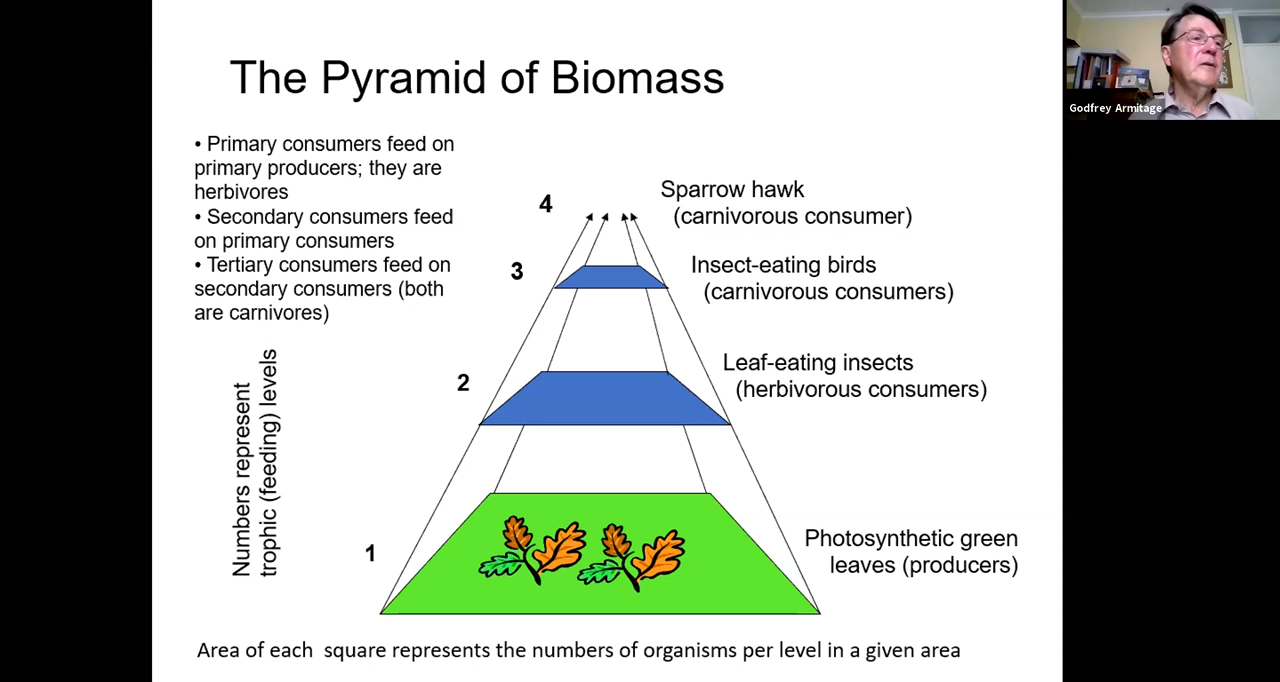 The Pyramid of Biomass
Godfrey Armitage
• Primary consumers feed on
primary producers; they are
herbivores
• Secondary consumers feed
on primary consumers
• Tertiary consumers feed on
secondary consumers (both
are carnivores)
4
Sparrow hawk
(carnivorous consumer)
3
Insect-eating birds
(carnivorous consumers)
2
Leaf-eating insects
(herbivorous consumers)
Numbers represent
trophic (feeding) levels
1
Photosynthetic green
leaves (producers)
Area of each  square represents the numbers of organisms per level in a given area